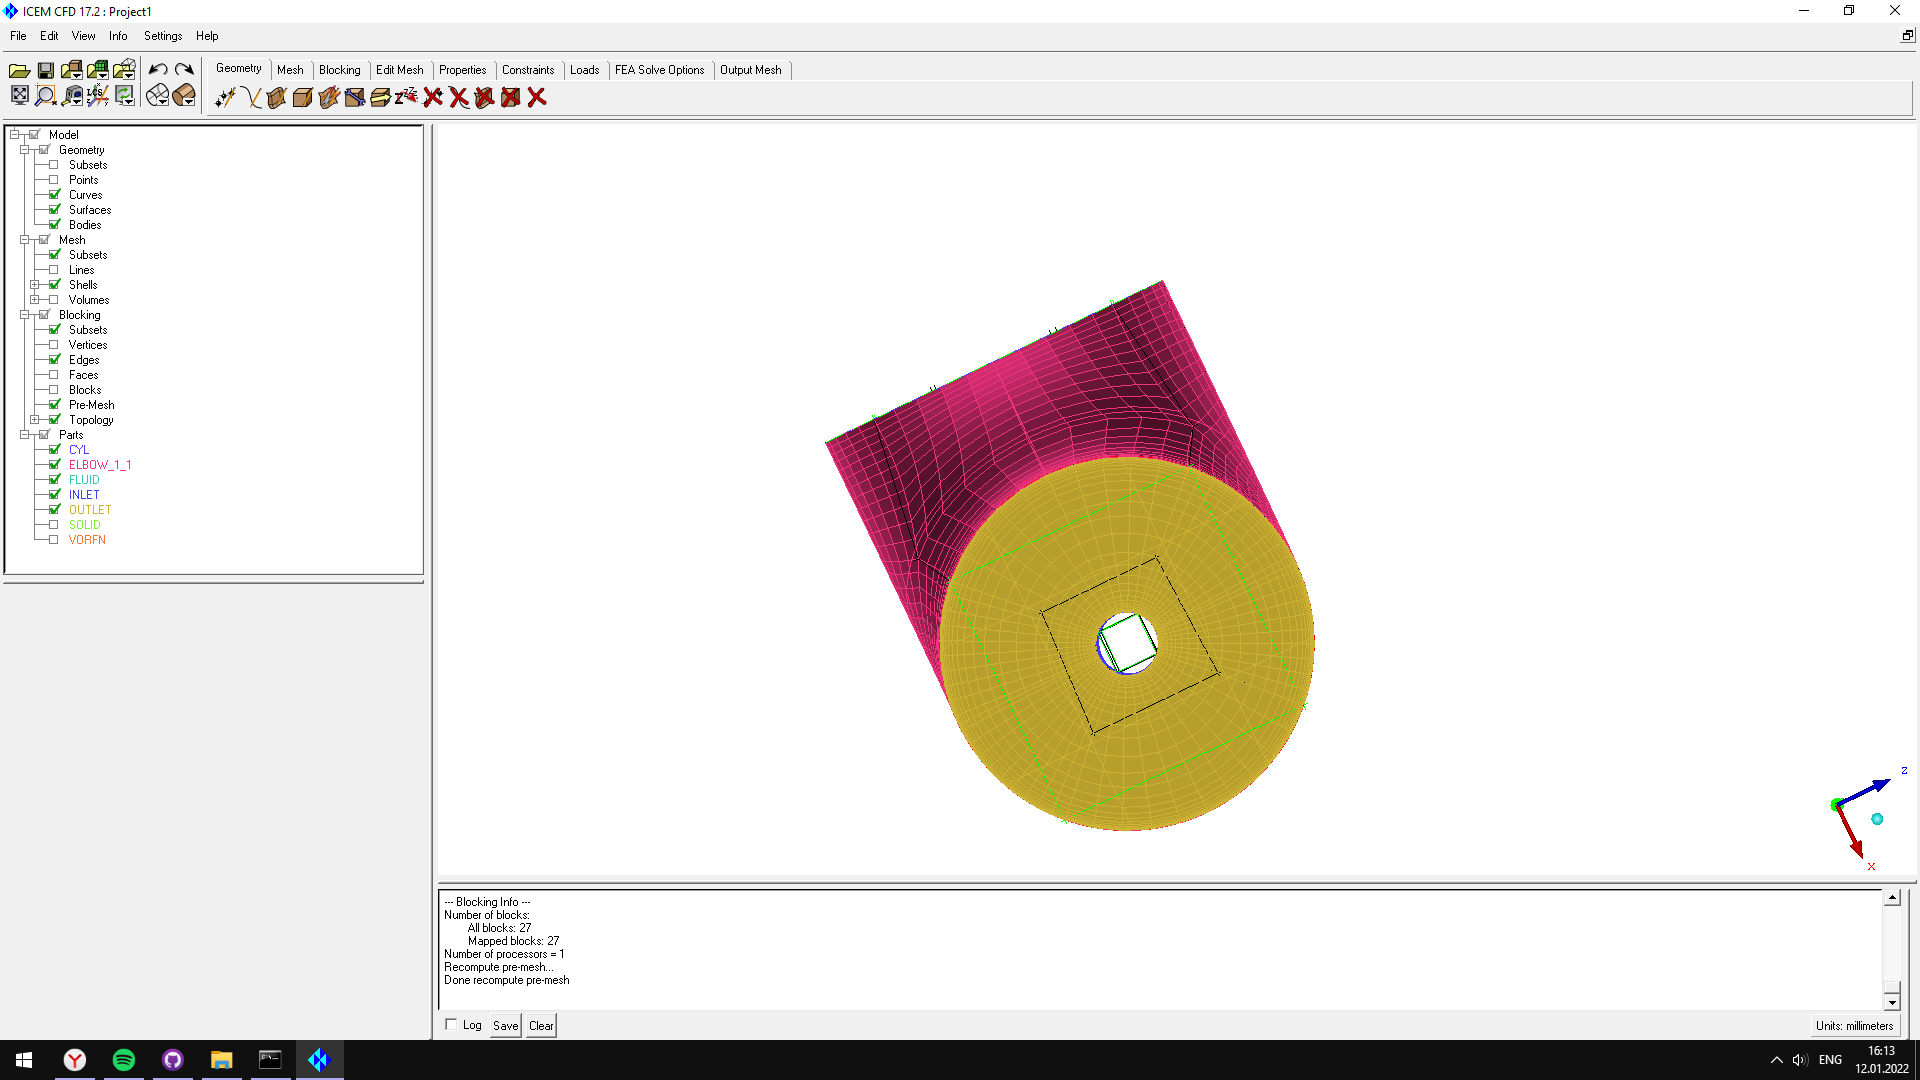 ICEM CFD 17.2 : Project1
File Edit View Info Settings Help
Geometry Mesh Blocking Edit Mesh Properties Constraints Loads FEA Solve Options Output Mesh
LCS
Model
Geometry
Subsets
Points
Curves
Surfaces
Bodies
Mesh
Subsets
Lines
Shells
Volumes
Blocking
Subsets
Vertices
Edges
Faces
Blocks
Pre-Mesh
Topology
Parts
CYL
ELBOW_1_1
FLUID
INLET
OUTLET
SOLID
VORFN
Z
X
--- Blocking Info ---
Number of blocks:
All blocks: 27
Mapped blocks: 27
Number of processors = 1
Recompute pre-mesh...
Done recompute pre-mesh
Log Save Clear
Units: millimeters
ENG
16:13
12.01.2022